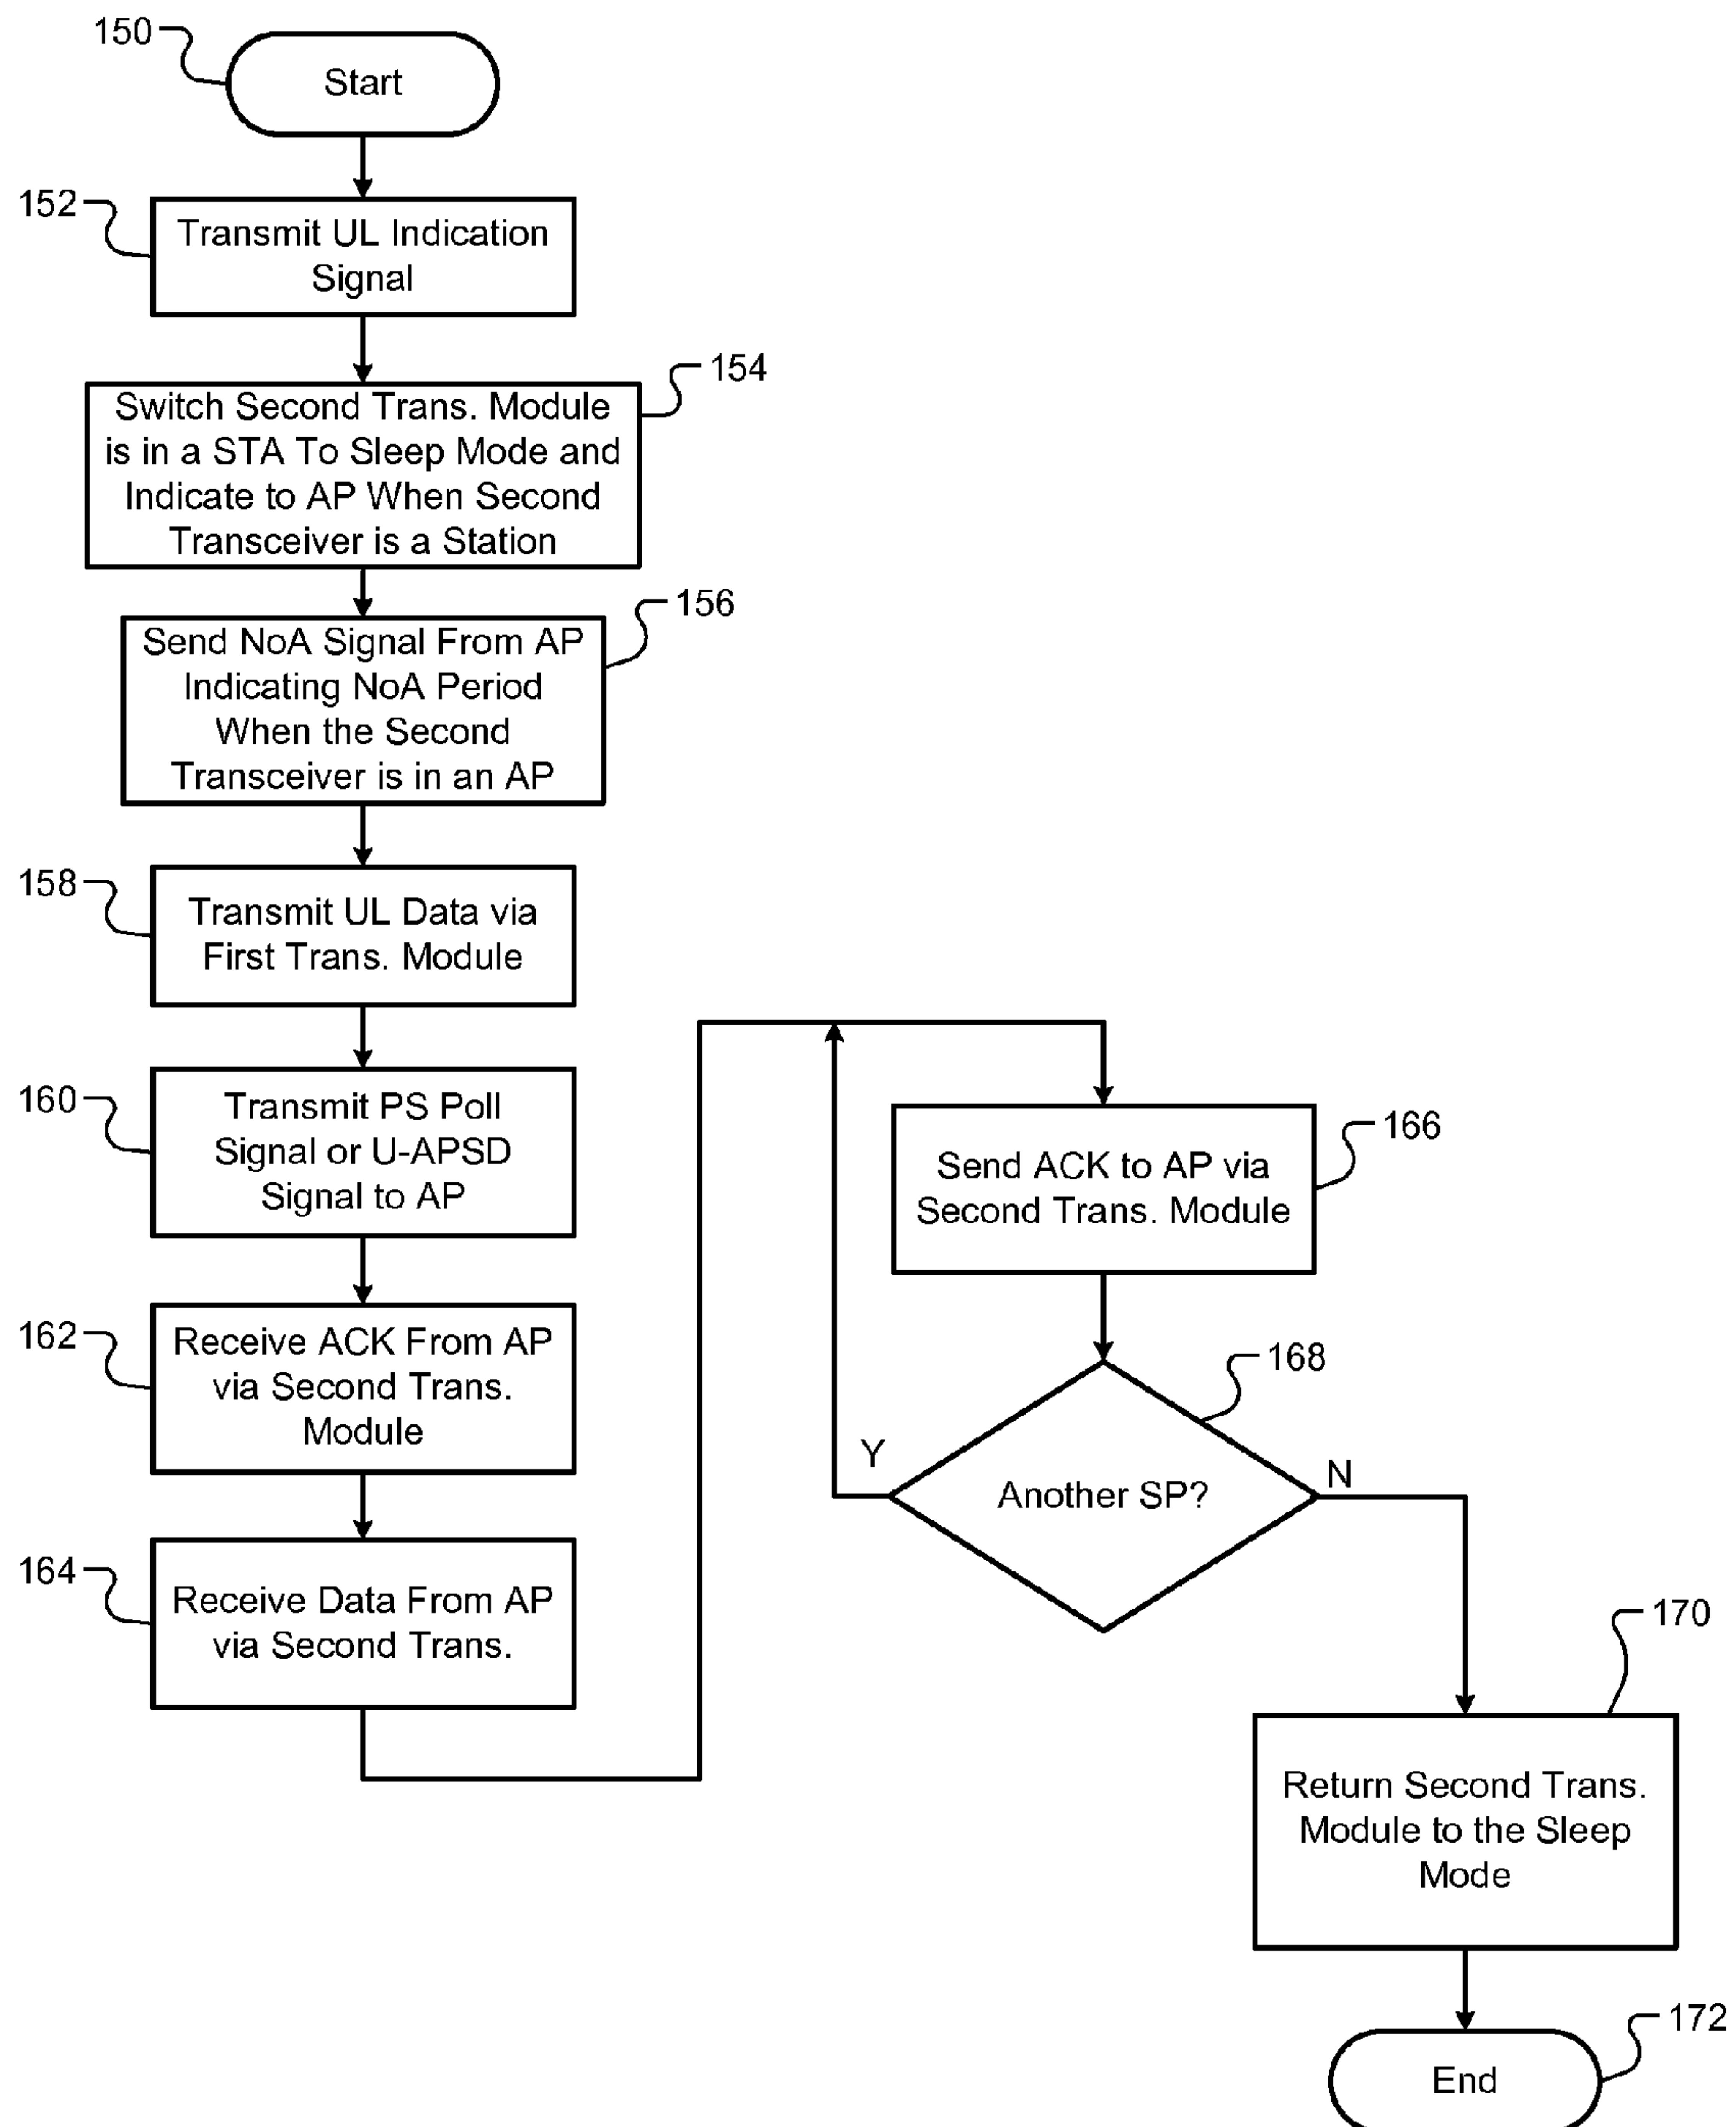 150
Start
152
Transmit UL Indication
Signal
154
Switch Second Trans. Module
is in a STA To Sleep Mode and
Indicate to AP When Second
Transceiver is a Station
156
Send NoA Signal From AP
Indicating NoA Period
When the Second
Transceiver is in an AP
158
Transmit UL Data via
First Trans. Module
160
Transmit PS Poll
Signal or U-APSD
Signal to AP
162
Receive ACK From AP
via Second Trans.
Module
164
Receive Data From AP
via Second Trans.
166
Send ACK to AP via
Second Trans. Module
168
Another SP?
Y
N
170
Return Second Trans.
Module to the Sleep
Mode
172
End